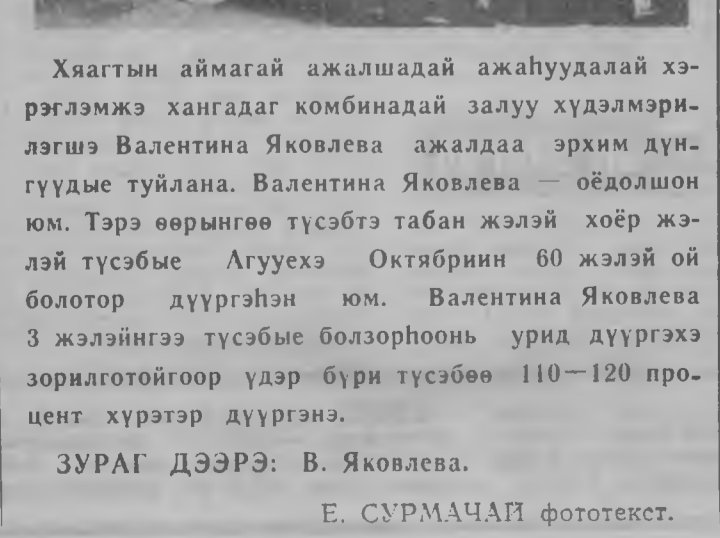 Хяагтын аймагай ажалшадай ажаһуудалай хэ-
рэглэмжэ хангадаг комбинадай залуу хүдэлмэри-
лэгшэ Валентина Яковлева ажалдаа эрхим дүн-
гүүдые туйлана. Валентина Яковлева — оёдолшон
юм. Тэрэ өөрынгөө түсэбтэ табан жэлэй хоёр жэ-
лэй түсэбые Агууехэ Октябриин 60 жэлэй ой
болотор дүүргэһэн юм. Валентина Яковлева
3 жэлэйнгээ түсэбые болзорһоонь урид дүүргэхэ
зорилготойгоор үдэр бүри түсэбөө 110—120 про-
цент хүрэтэр дүүргэнэ.
ЗУРАГ ДЭЭРЭ: В. Яковлева.
Е. СУРМАЧАЙ фототекст.